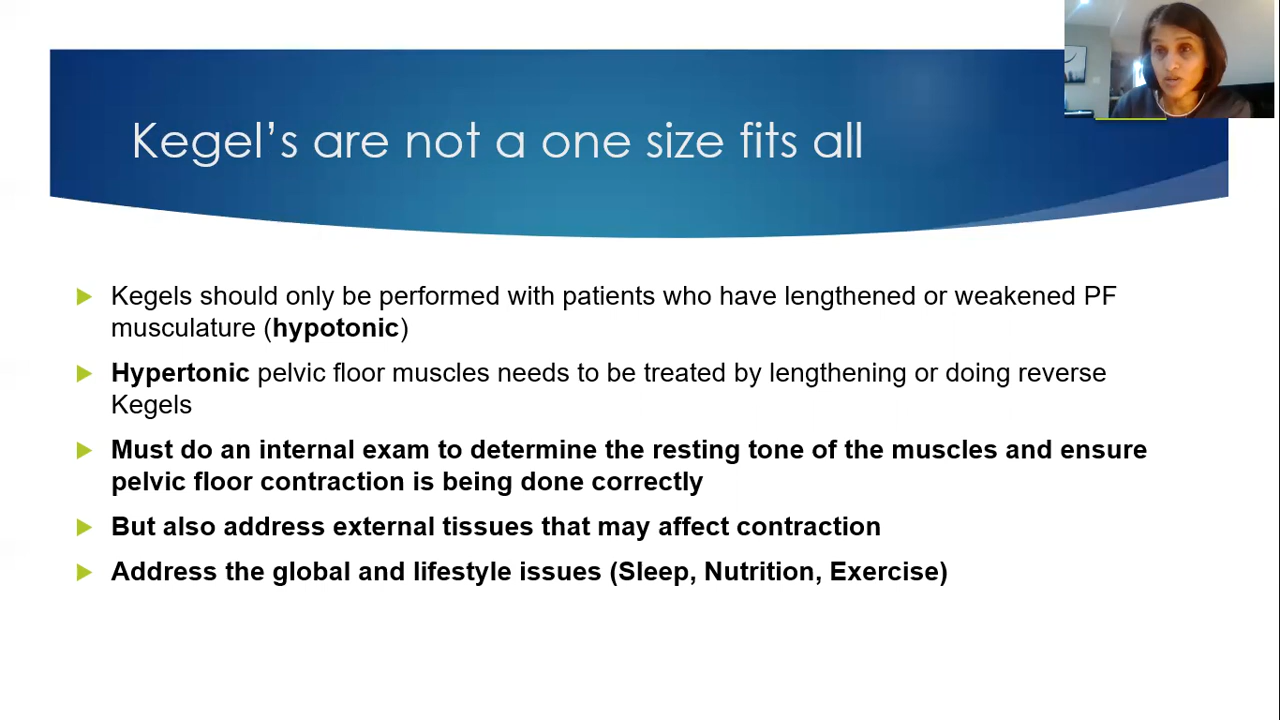 Kegel's are not a one size fits all
Kegels should only be performed with patients who have lengthened or weakened PF
musculature (hypotonic)
Hypertonic pelvic floor muscles needs to be treated by lengthening or doing reverse
Kegels
Must do an internal exam to determine the resting tone of the muscles and ensure
pelvic floor contraction is being done correctly
But also address external tissues that may affect contraction
Address the global and lifestyle issues (Sleep, Nutrition, Exercise)